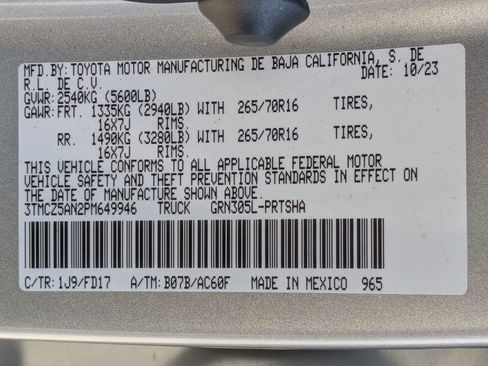 MFD.BY:TOYOTA MOTOR MANUFACTURING DE BAJA CALIFORNIA, S. DE
R.L. DE C.V. DATE: 10/23
GVWR:2540KG (5600LB)
GAWR:FRT. 1335KG (2940LB) WITH 265/70R16 TIRES,
16X7J RIMS.
RR. 1490KG (3280LB) WITH 265/70R16 TIRES,
16X7J RIMS.
THIS VEHICLE CONFORMS TO ALL APPLICABLE FEDERAL MOTOR
VEHICLE SAFETY AND THEFT PREVENTION STANDARDS IN EFFECT ON
THE DATE OF MANUFACTURE SHOWN ABOVE.
3TMCZ5AN2PM649946 TRUCK GRN305L-PRTSHA
C/TR:1J9/FD17 A/TM:B07B/AC60F MADE IN MEXICO 965